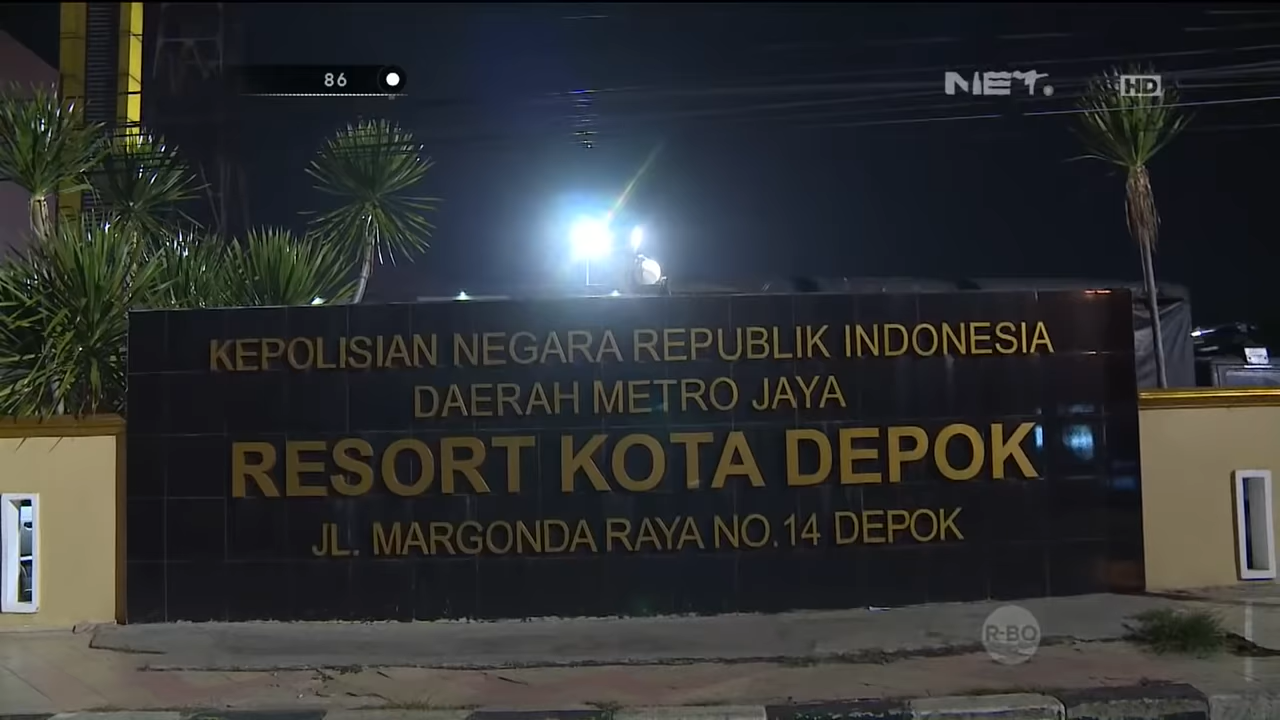 86
NET.
HD
KEPOLISIAN NEGARA REPUBLIK INDONESIA
DAERAH METRO JAYA
RESORT KOTA DEPOK
JL. MARGONDA RAYA NO.14 DEPOK
R-BO